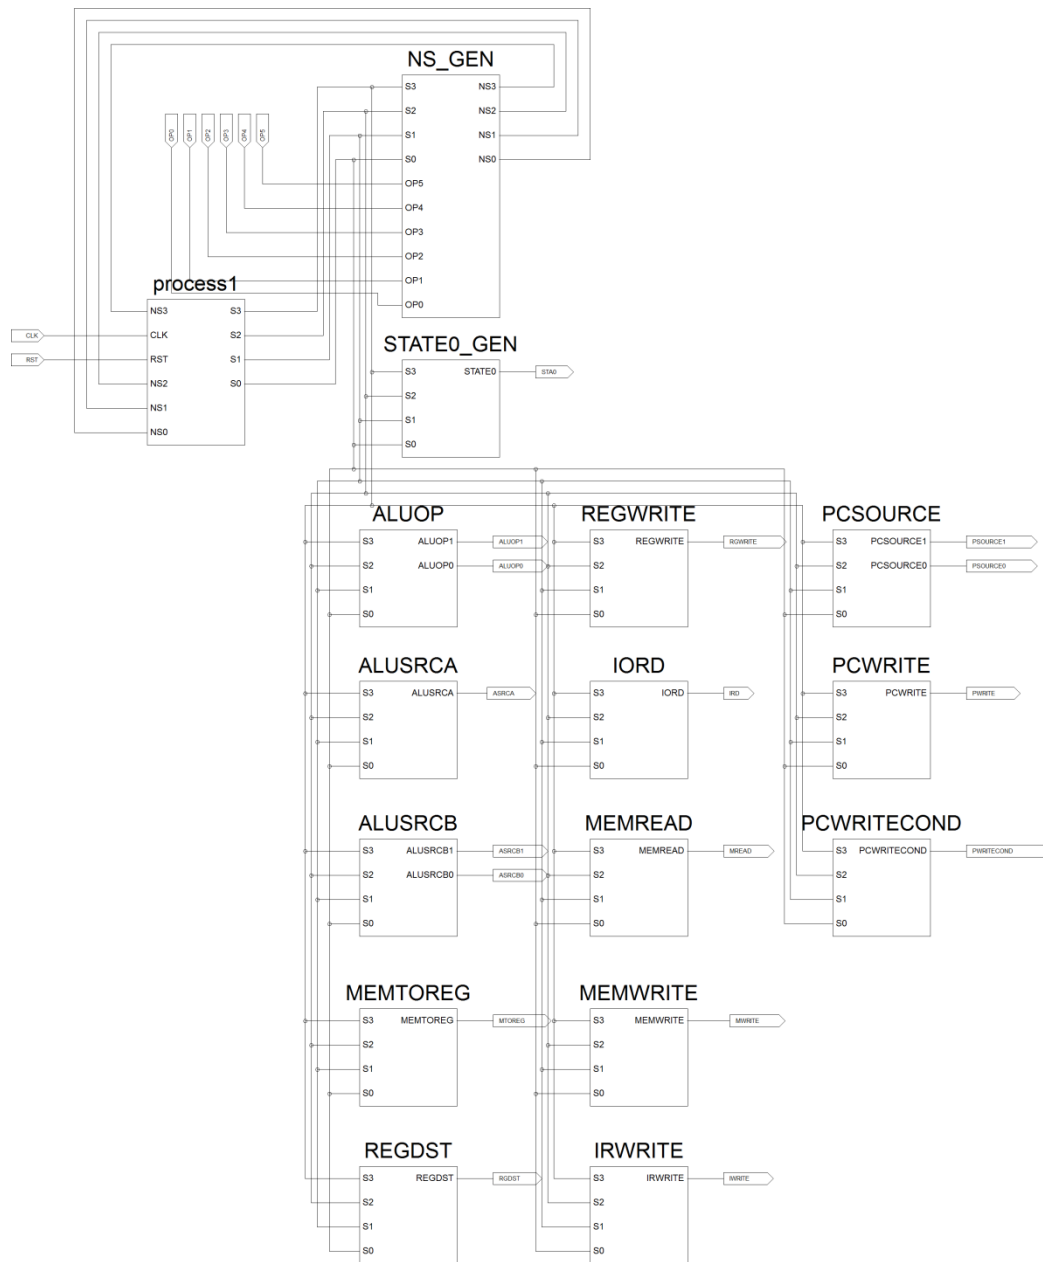 NS_GEN
S3 NS3
S2 NS2
S1 NS1
S0 NS0
OP5
OP4
OP3
OP2
OP1
OP0
OP0 OP1 OP2 OP3 OP4 OP5
process1
NS3 S3
CLK CLK S2
RST RST S1
NS2 S0
NS1
NS0
STATE0_GEN
S3 STATE0 STA0
S2
S1
S0
ALUOP
S3 ALUOP1 ALUOP1
S2 ALUOP0 ALUOP0
S1
S0
REGWRITE
S3 REGWRITE RGWRITE
S2
S1
S0
PCSOURCE
S3 PCSOURCE1 PSOURCE1
S2 PCSOURCE0 PSOURCE0
S1
S0
ALUSRCA
S3 ALUSRCA ASRCA
S2
S1
S0
IORD
S3 IORD IRD
S2
S1
S0
PCWRITE
S3 PCWRITE PWRITE
S2
S1
S0
ALUSRCB
S3 ALUSRCB1 ASRCB1
S2 ALUSRCB0 ASRCB0
S1
S0
MEMREAD
S3 MEMREAD MREAD
S2
S1
S0
PCWRITECOND
S3 PCWRITECOND PWRITECOND
S2
S1
S0
MEMTOREG
S3 MEMTOREG MTOREG
S2
S1
S0
MEMWRITE
S3 MEMWRITE MWRITE
S2
S1
S0
REGDST
S3 REGDST RGDST
S2
S1
S0
IRWRITE
S3 IRWRITE IWRITE
S2
S1
S0